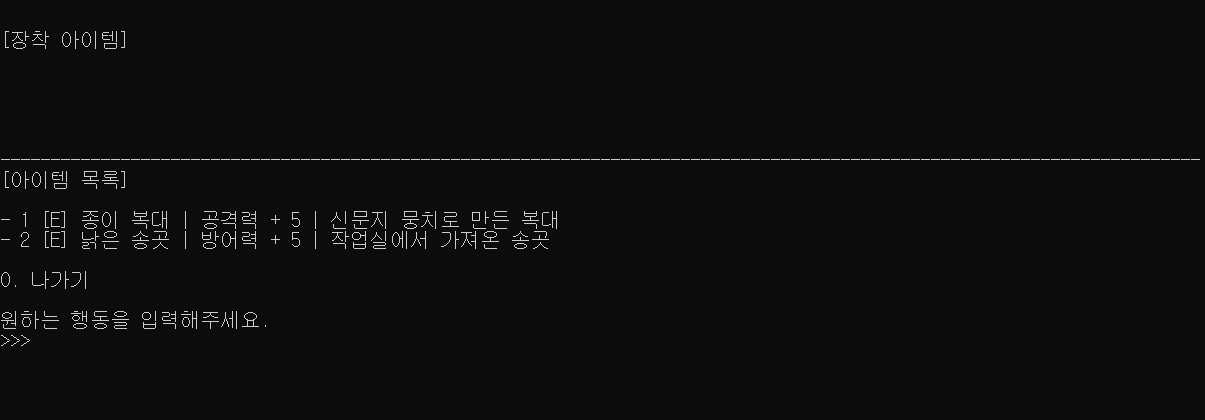 [장착 아이템]
[아이템 목록]
- 1 [E] 종이 복대 | 공격력 + 5 | 신문지 뭉치로 만든 복대
- 2 [E] 낡은 송곳 | 방어력 + 5 | 작업실에서 가져온 송곳
0. 나가기
원하는 행동을 입력해주세요.
>>>